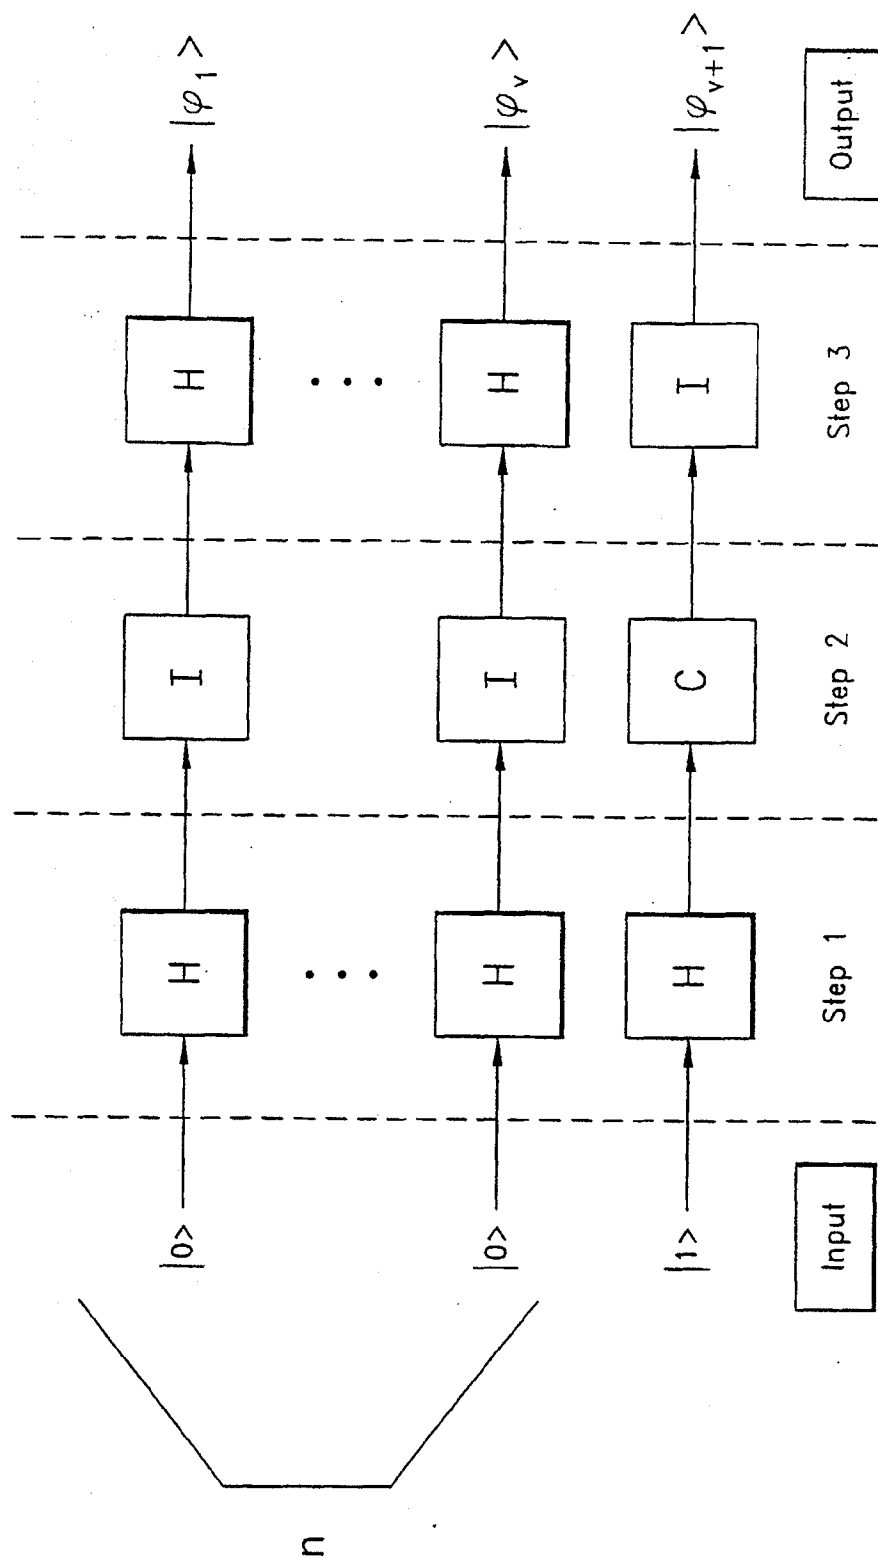 n
|0> H I H |φ₁>
• • • • • •
|0> H I H |φᵥ>
|1> H C I |φᵥ₊₁>
Input Step 1 Step 2 Step 3 Output